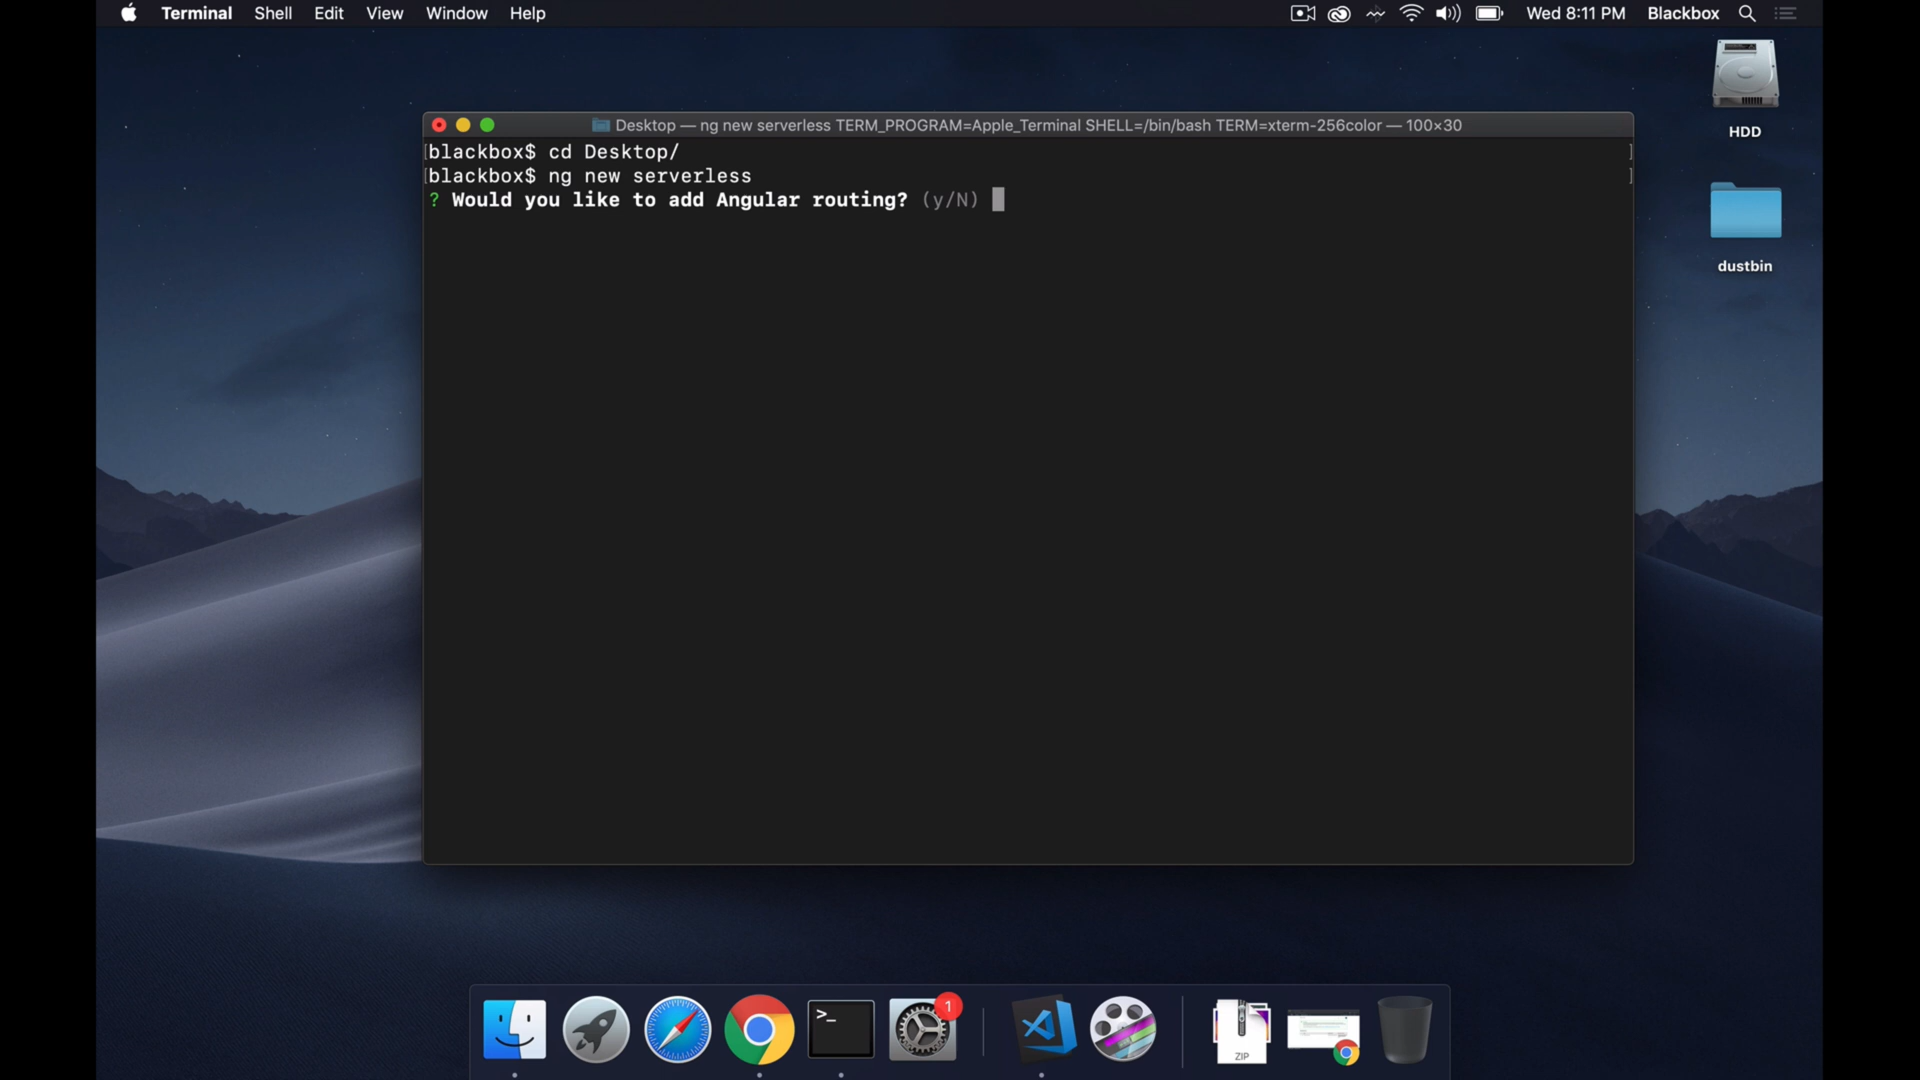 Terminal Shell Edit View Window Help Wed 8:11 PM Blackbox
HDD
dustbin
Desktop — ng new serverless TERM_PROGRAM=Apple_Terminal SHELL=/bin/bash TERM=xterm-256color — 100×30
[blackbox$ cd Desktop/ ]
[blackbox$ ng new serverless ]
? Would you like to add Angular routing? (y/N)
>_
1
ZIP